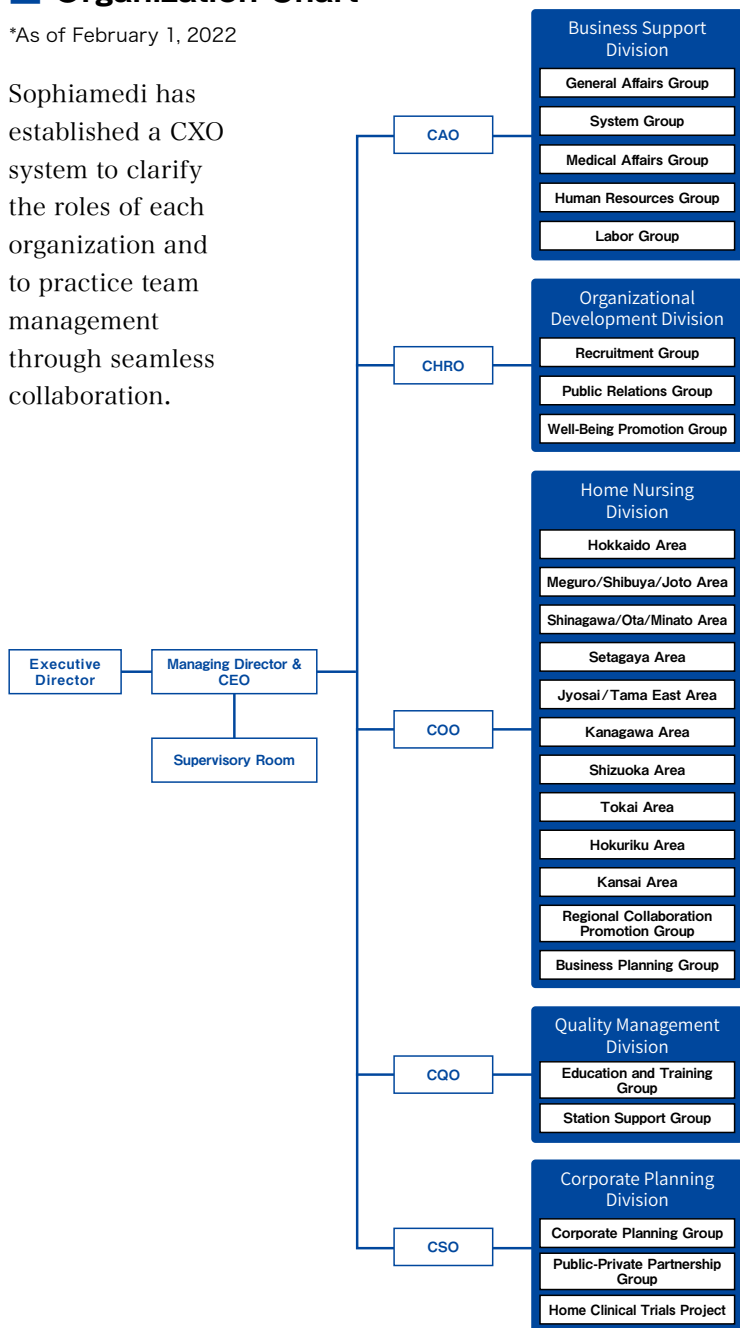 Organization Chart
*As of February 1, 2022
Sophiamedi has
established a CXO
system to clarify
the roles of each
organization and
to practice team
management
through seamless
collaboration.
Executive
Director
Managing Director &
CEO
Supervisory Room
CAO
Business Support
Division
General Affairs Group
System Group
Medical Affairs Group
Human Resources Group
Labor Group
CHRO
Organizational
Development Division
Recruitment Group
Public Relations Group
Well-Being Promotion Group
COO
Home Nursing
Division
Hokkaido Area
Meguro/Shibuya/Joto Area
Shinagawa/Ota/Minato Area
Setagaya Area
Jyosai/Tama East Area
Kanagawa Area
Shizuoka Area
Tokai Area
Hokuriku Area
Kansai Area
Regional Collaboration
Promotion Group
Business Planning Group
CQO
Quality Management
Division
Education and Training
Group
Station Support Group
CSO
Corporate Planning
Division
Corporate Planning Group
Public-Private Partnership
Group
Home Clinical Trials Project